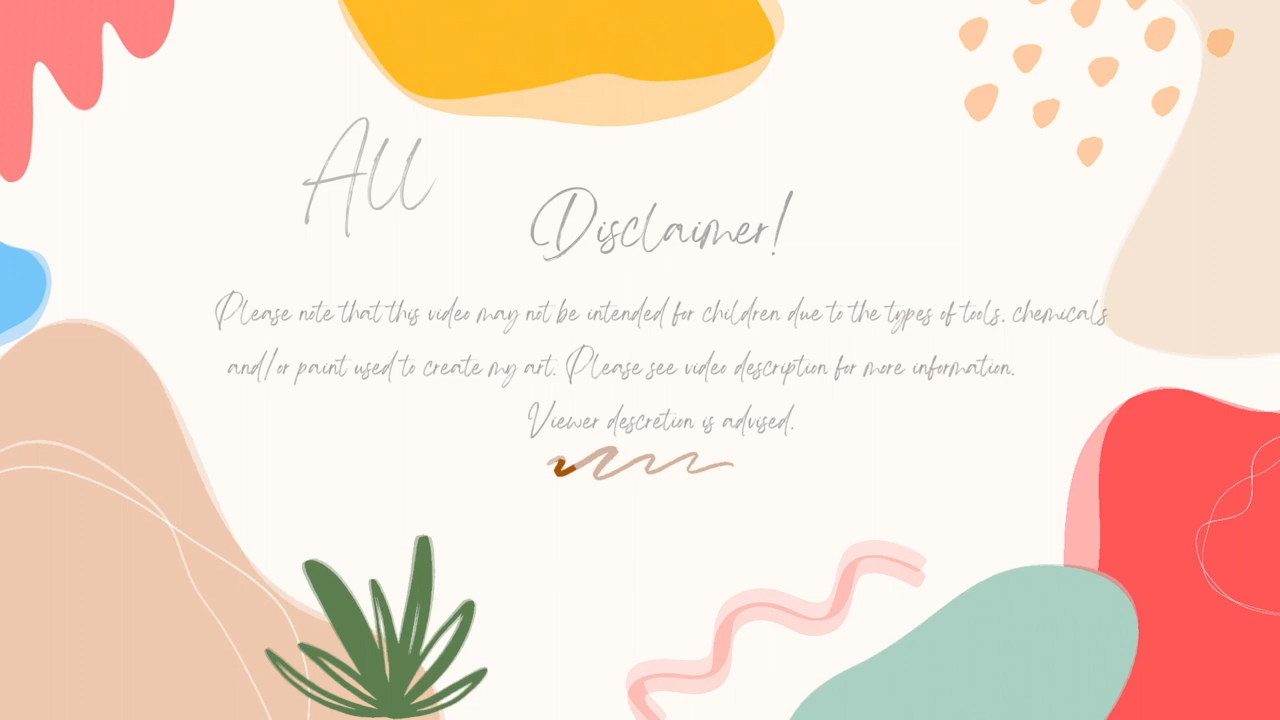 All
Disclaimer!
Please note that this video may not be intended for children due to the types of tools, chemicals
and/or paint used to create my art. Please see video description for more information.
Viewer descretion is advised.